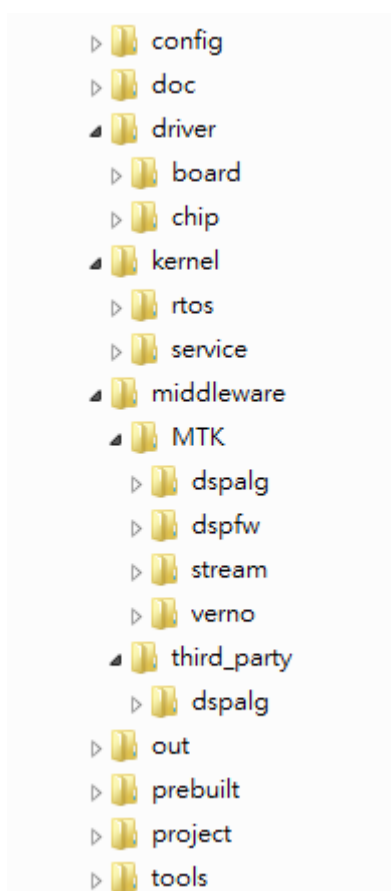 config
doc
driver
board
chip
kernel
rtos
service
middleware
MTK
dspalg
dspfw
stream
verno
third_party
dspalg
out
prebuilt
project
tools